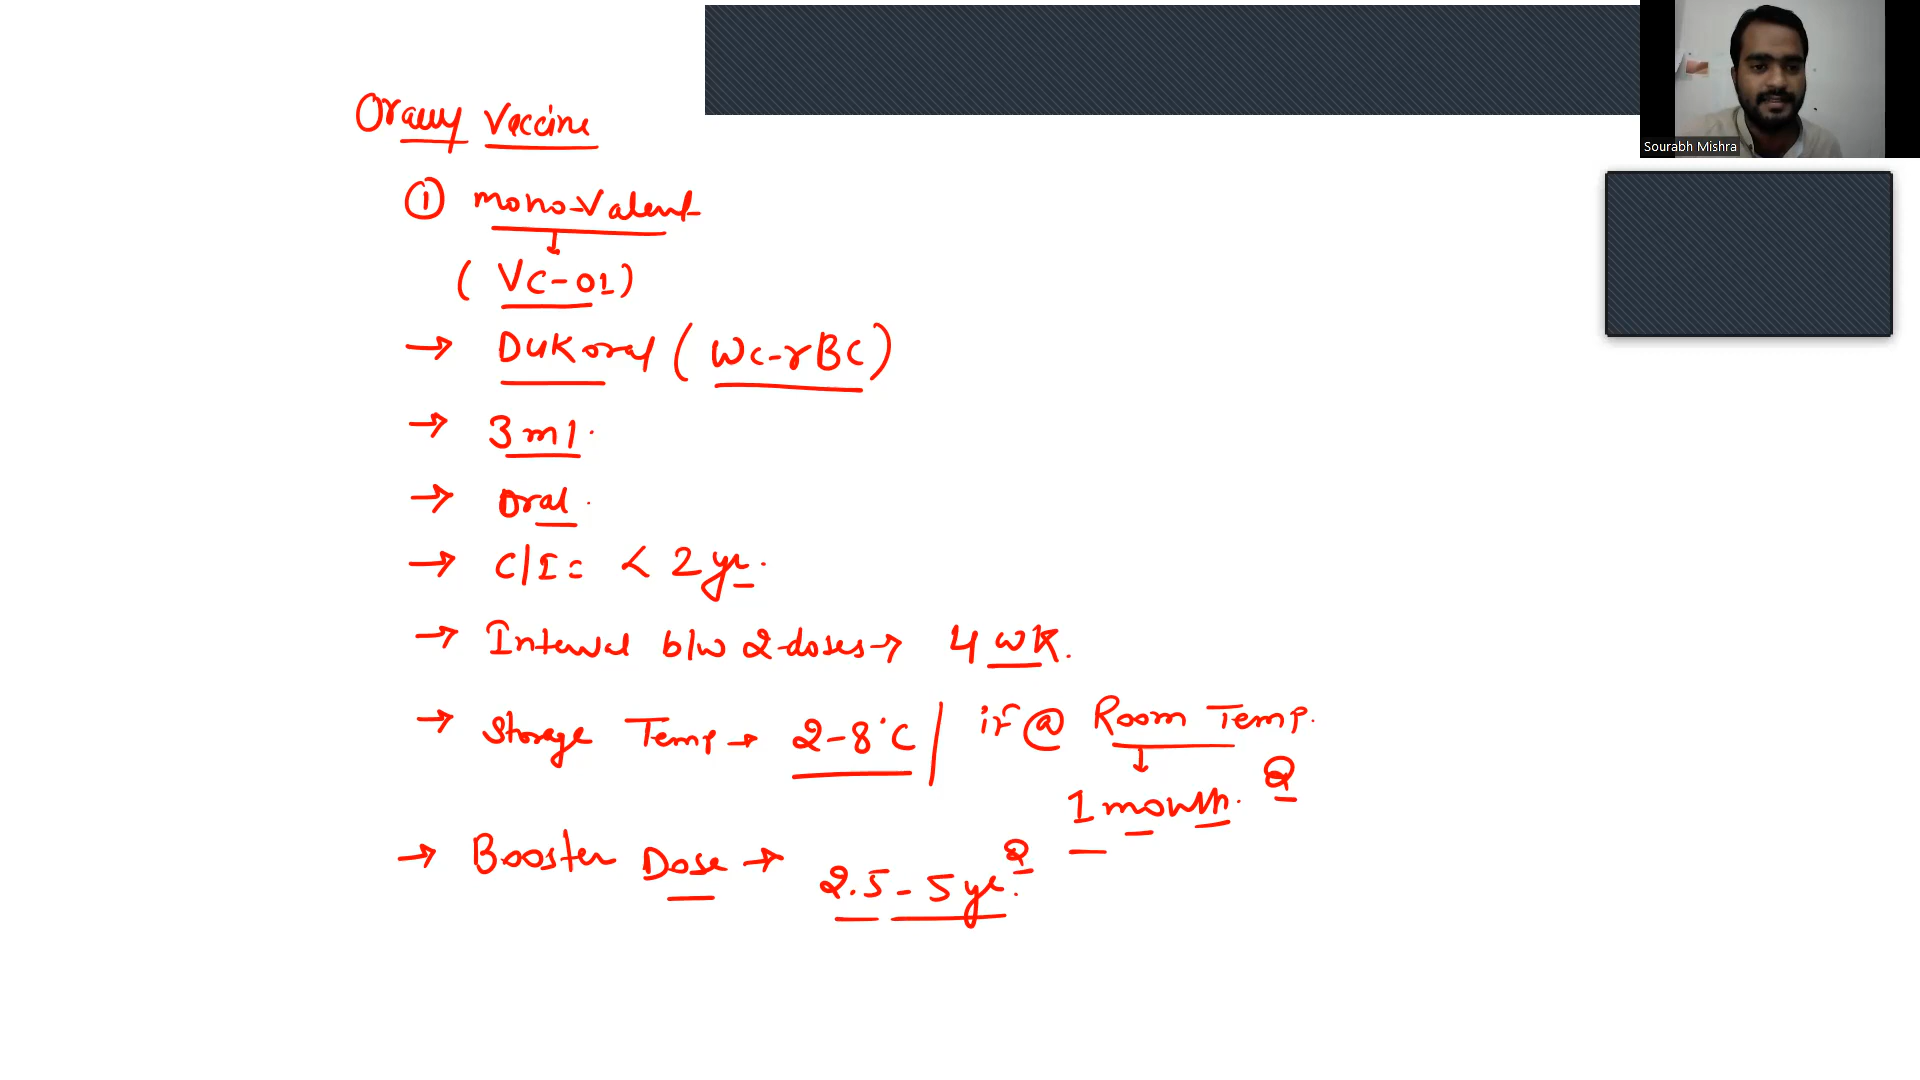 Orally Vaccine
① mono-Valent
↓
( VC-01)
→ Dukoral ( Wc-rBC )
→ 3 ml.
→ Oral.
→ C/I = < 2 yr.
→ Interval b/w 2-doses → 4 wk.
→ Storage Temp → 2-8°C | if @ Room Temp.
↓
1 month. Q
→ Booster Dose → 2.5 - 5 yr. Q
Sourabh Mishra